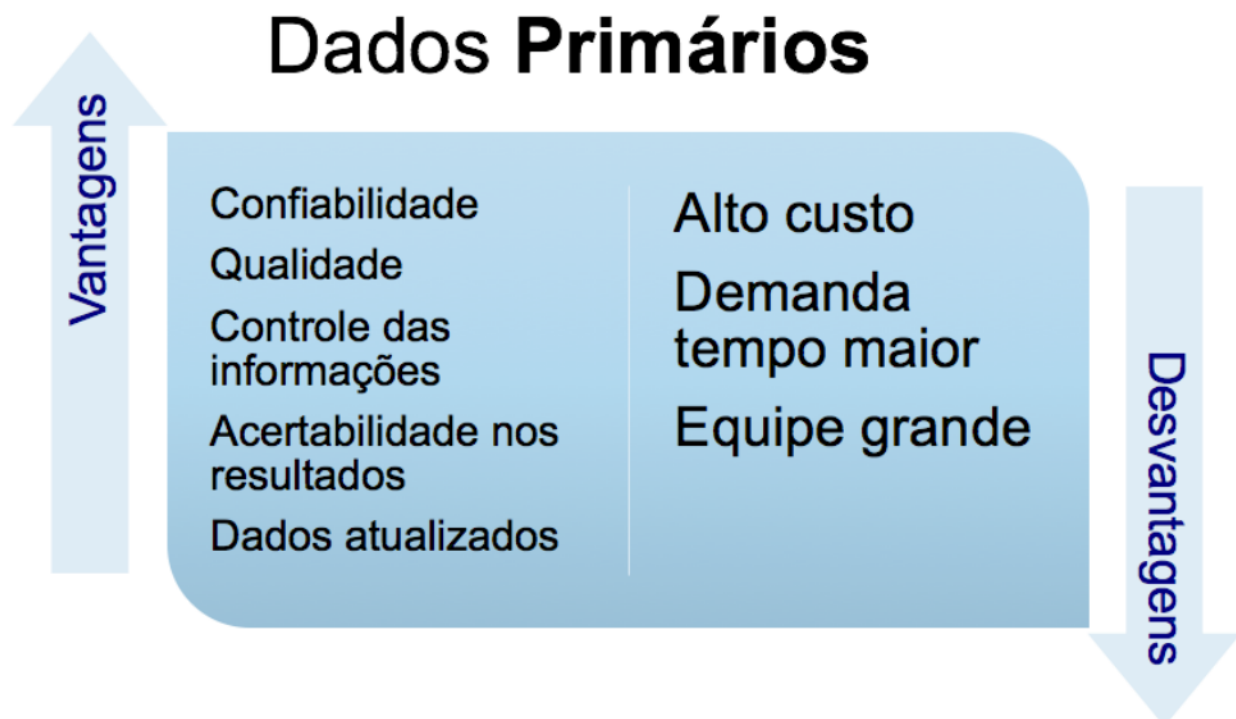 Dados Primários
Vantagens
Confiabilidade
Qualidade
Controle das
informações
Acertabilidade nos
resultados
Dados atualizados
Alto custo
Demanda
tempo maior
Equipe grande
Desvantagens